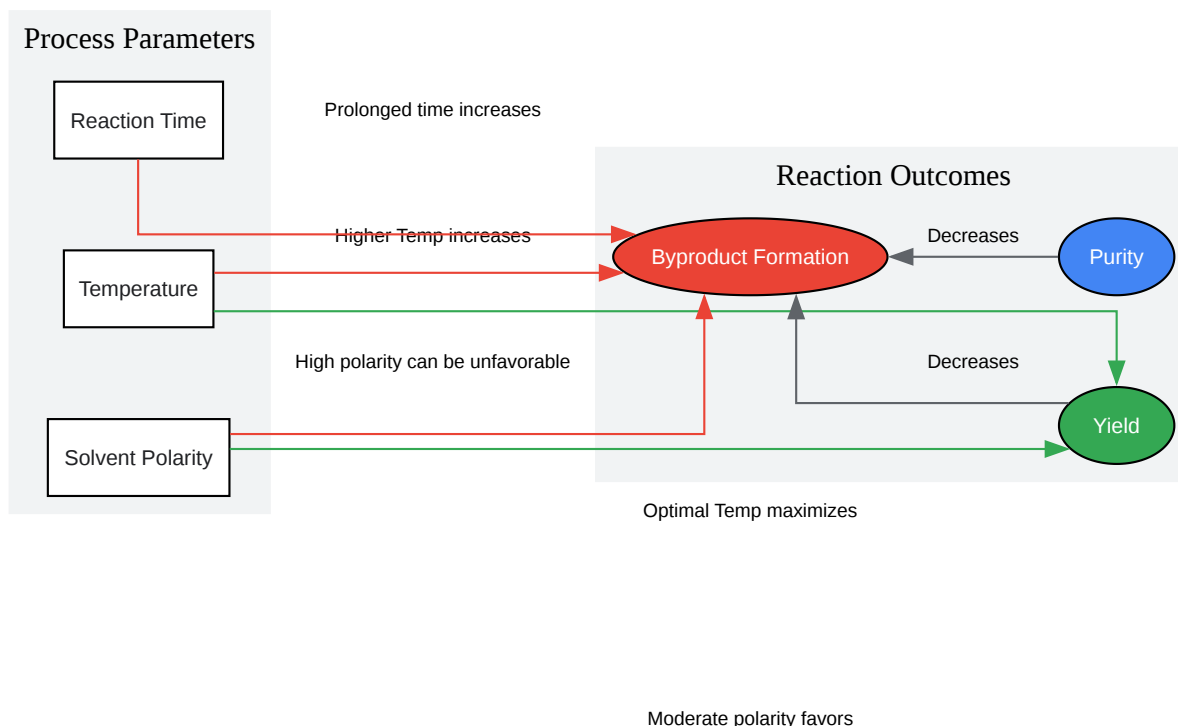 Process Parameters
Reaction Time
Prolonged time increases
Reaction Outcomes
Higher Temp increases
Decreases
Byproduct Formation
Purity
Temperature
High polarity can be unfavorable
Decreases
Yield
Solvent Polarity
Optimal Temp maximizes
Moderate polarity favors